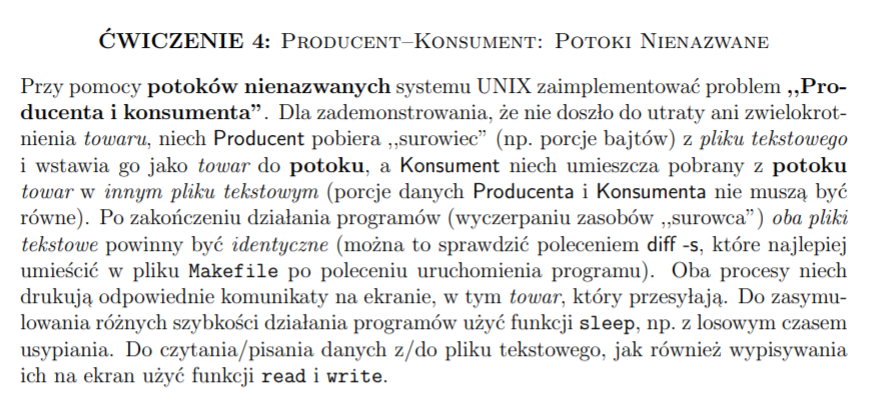 ĆWICZENIE 4: Producent–Konsument: Potoki Nienazwane
Przy pomocy potoków nienazwanych systemu UNIX zaimplementować problem ,,Pro-
ducenta i konsumenta”. Dla zademonstrowania, że nie doszło do utraty ani zwielokrot-
nienia towaru, niech Producent pobiera ,,surowiec” (np. porcje bajtów) z pliku tekstowego
i wstawia go jako towar do potoku, a Konsument niech umieszcza pobrany z potoku
towar w innym pliku tekstowym (porcje danych Producenta i Konsumenta nie muszą być
równe). Po zakończeniu działania programów (wyczerpaniu zasobów ,,surowca”) oba pliki
tekstowe powinny być identyczne (można to sprawdzić poleceniem diff -s, które najlepiej
umieścić w pliku Makefile po poleceniu uruchomienia programu). Oba procesy niech
drukują odpowiednie komunikaty na ekranie, w tym towar, który przesyłają. Do zasymu-
lowania różnych szybkości działania programów użyć funkcji sleep, np. z losowym czasem
usypiania. Do czytania/pisania danych z/do pliku tekstowego, jak również wypisywania
ich na ekran użyć funkcji read i write.